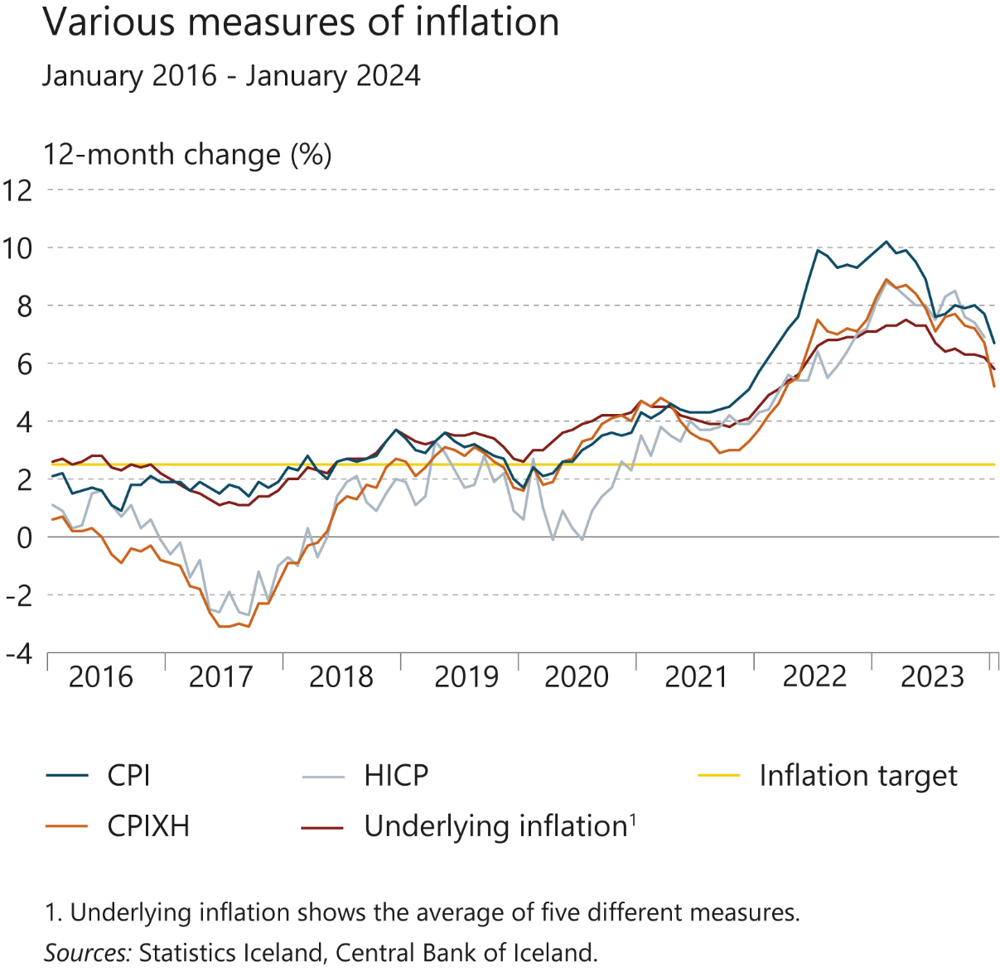 Various measures of inflation
January 2016 - January 2024
12-month change (%)
12
10
8
6
4
2
0
-2
-4
2016 2017 2018 2019 2020 2021 2022 2023
CPI HICP Inflation target
CPIXH Underlying inflation¹
1. Underlying inflation shows the average of five different measures.
Sources: Statistics Iceland, Central Bank of Iceland.